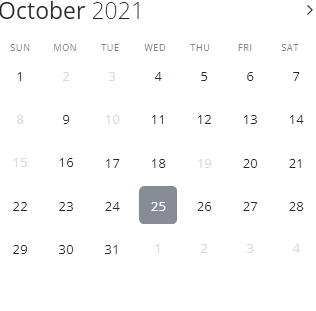 October 2021
SUN MON TUE WED THU FRI SAT
1 2 3 4 5 6 7
8 9 10 11 12 13 14
15 16 17 18 19 20 21
22 23 24 25 26 27 28
29 30 31 1 2 3 4